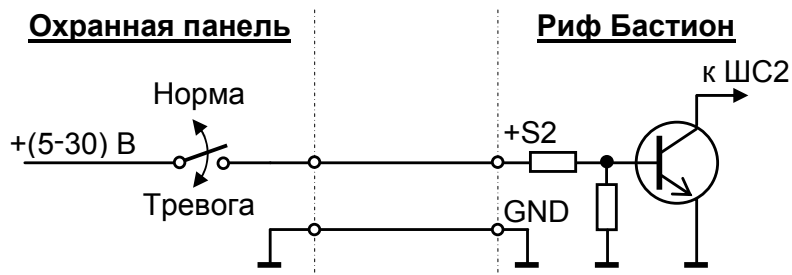 Охранная панель
Риф Бастион
к ШС2
Норма
+(5-30) В
+S2
Тревога
GND